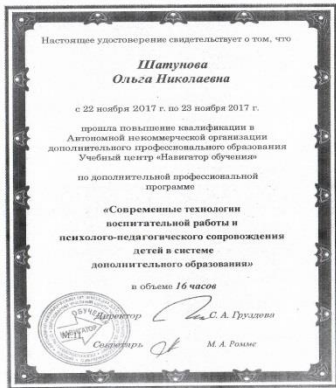 Настоящее удостоверение свидетельствует о том, что
Шатунова
Ольга Николаевна
с 22 ноября 2017 г. по 23 ноября 2017 г.
прошла повышение квалификации в
Автономной некоммерческой организации
дополнительного профессионального образования
Учебный центр «Навигатор обучения»
по дополнительной профессиональной
программе
«Современные технологии
воспитательной работы и
психолого-педагогического сопровождения
детей в системе
дополнительного образования»
в объеме 16 часов
Директор С. А. Груздева
Секретарь М. А. Ромме
НАВИГАТОР
ОБУЧЕНИЯ